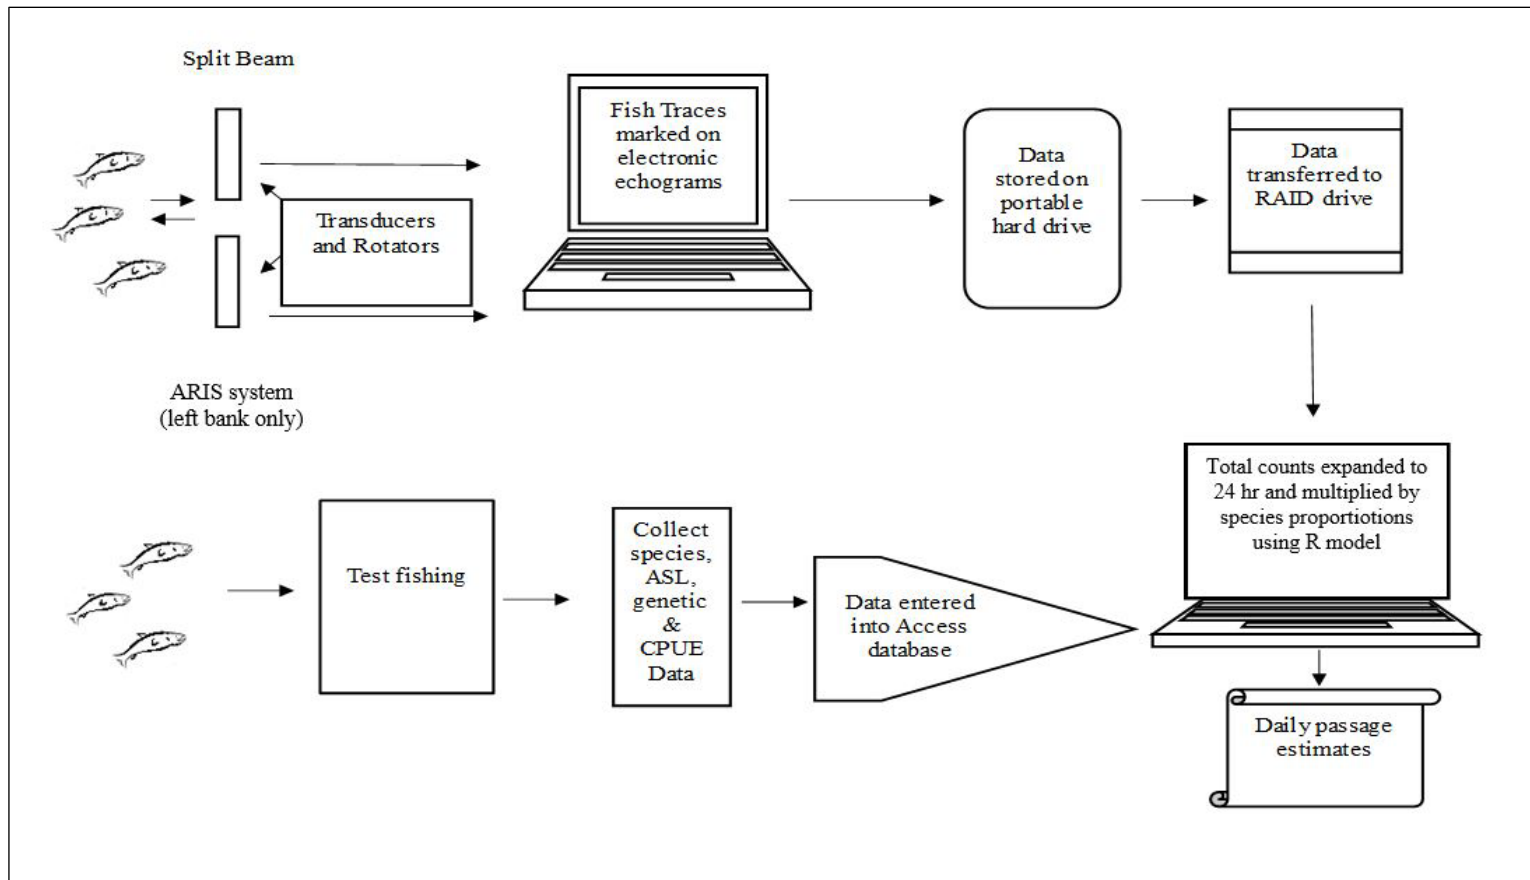 Split Beam
Transducers
and Rotators
ARIS system
(left bank only)
Fish Traces
marked on
electronic
echograms
Data
stored on
portable
hard drive
Data
transferred to
RAID drive
Test fishing
Collect
species,
ASL,
genetic
&
CPUE
Data
Data entered
into Access
database
Total counts expanded to
24 hr and multiplied by
species proportiotions
using R model
Daily passage
estimates